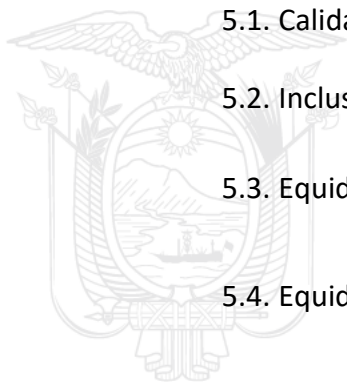 5.1. Calida
5.2. Inclus
5.3. Equid
5.4. Equid